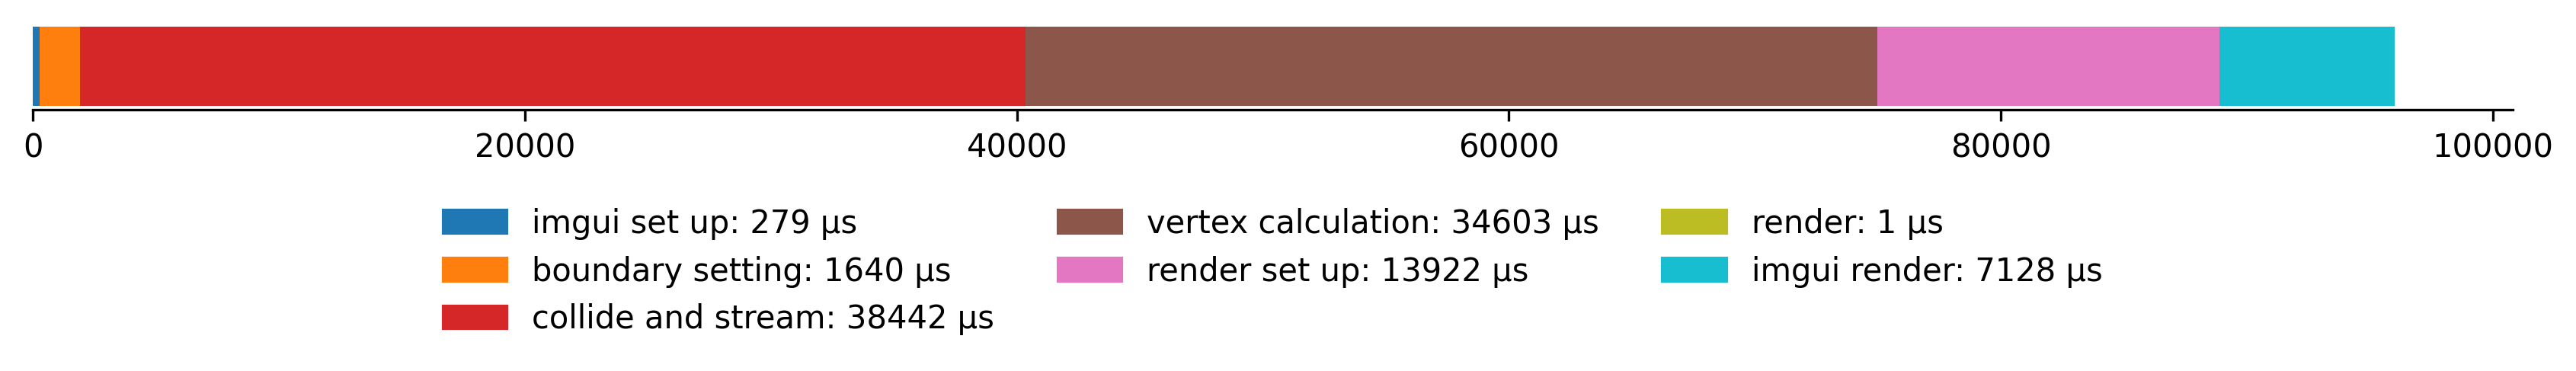 0 20000 40000 60000 80000 100000
imgui set up: 279 µs
boundary setting: 1640 µs
collide and stream: 38442 µs
vertex calculation: 34603 µs
render set up: 13922 µs
render: 1 µs
imgui render: 7128 µs